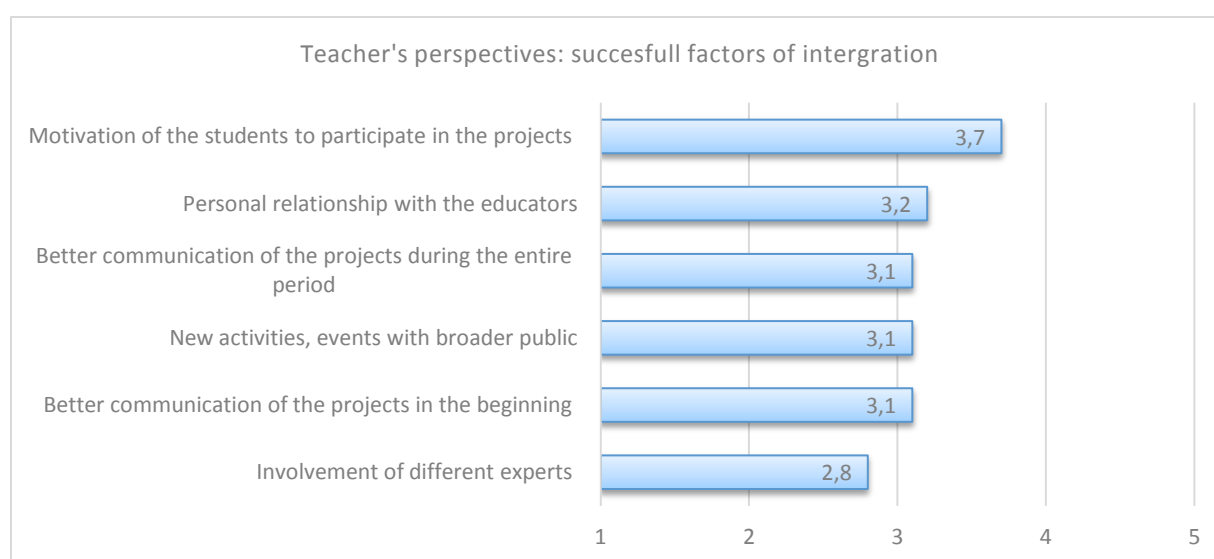 Teacher's perspectives: succesfull factors of intergration
Motivation of the students to participate in the projects
3,7
Personal relationship with the educators
3,2
Better communication of the projects during the entire
period
3,1
New activities, events with broader public
3,1
Better communication of the projects in the beginning
3,1
Involvement of different experts
2,8
1 2 3 4 5